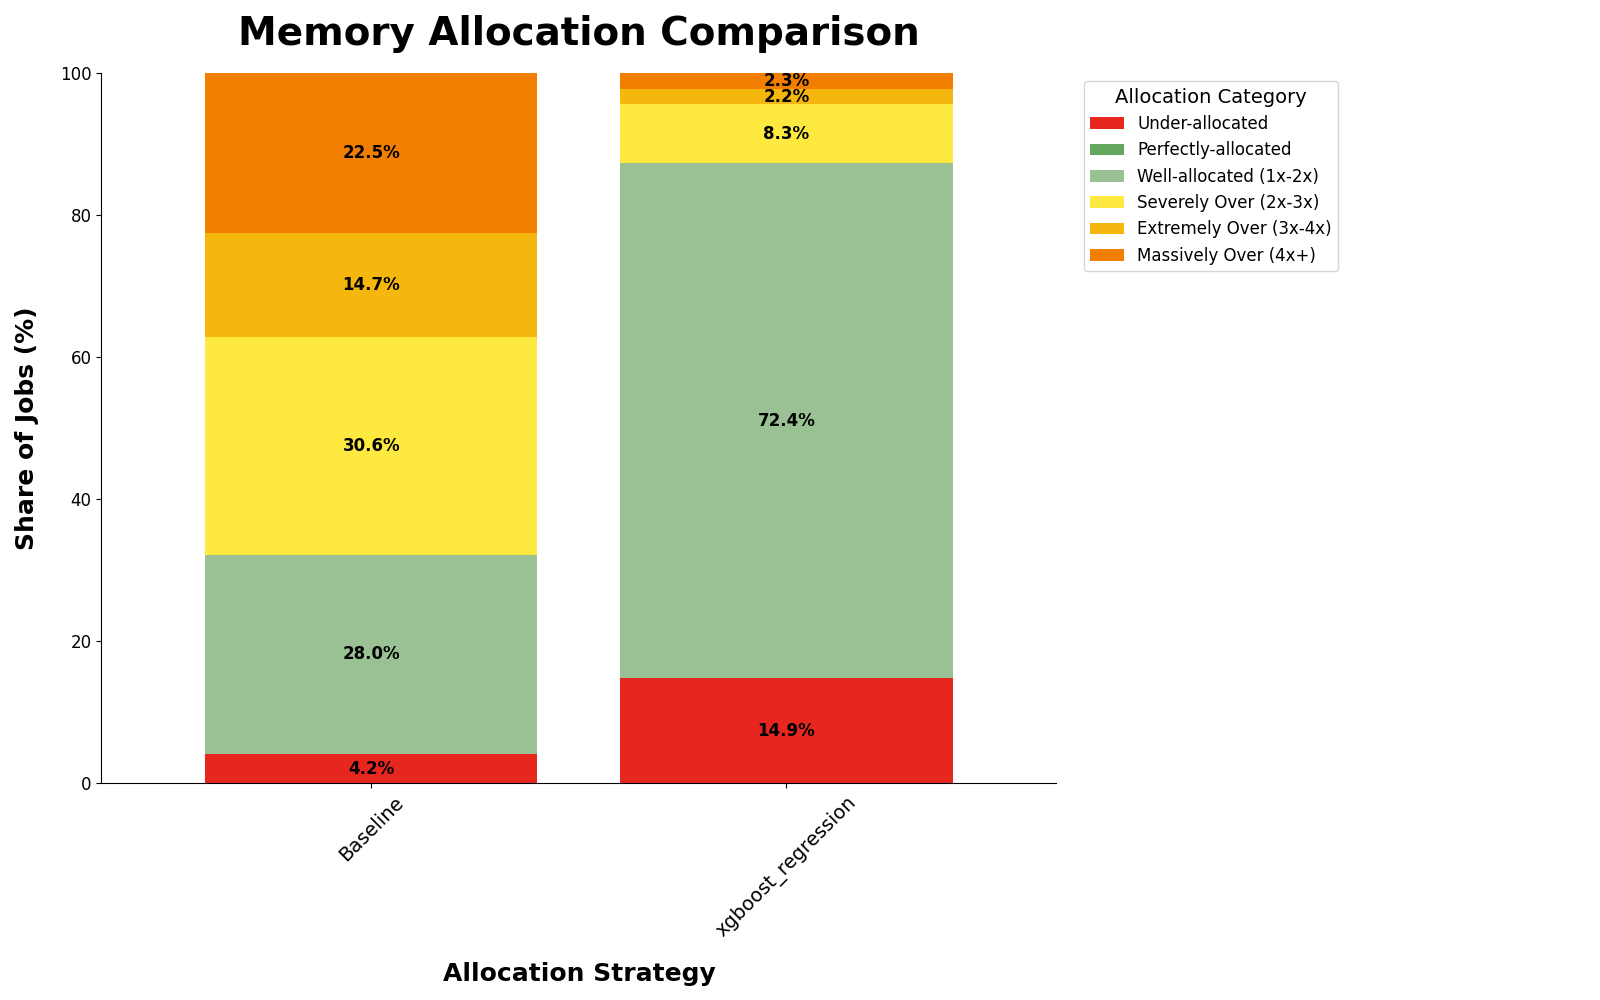 Memory Allocation Comparison
Share of Jobs (%)
100
80
60
40
20
0
22.5%
14.7%
30.6%
28.0%
4.2%
2.3%
2.2%
8.3%
72.4%
14.9%
Baseline
xgboost_regression
Allocation Strategy
Allocation Category
Under-allocated
Perfectly-allocated
Well-allocated (1x-2x)
Severely Over (2x-3x)
Extremely Over (3x-4x)
Massively Over (4x+)